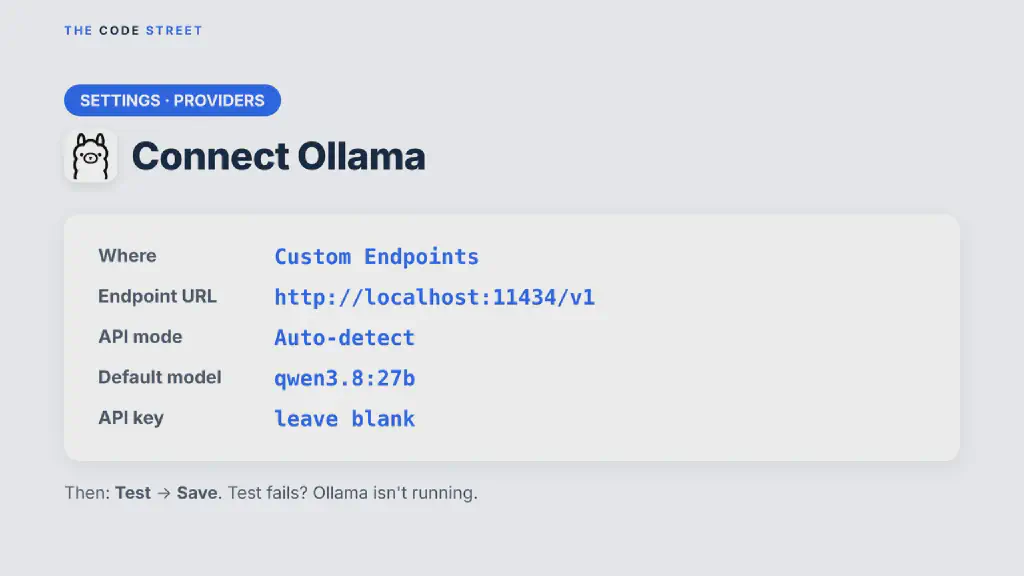 THE CODE STREET
SETTINGS · PROVIDERS
Connect Ollama
Where Custom Endpoints
Endpoint URL http://localhost:11434/v1
API mode Auto-detect
Default model qwen3.8:27b
API key leave blank
Then: Test → Save. Test fails? Ollama isn't running.